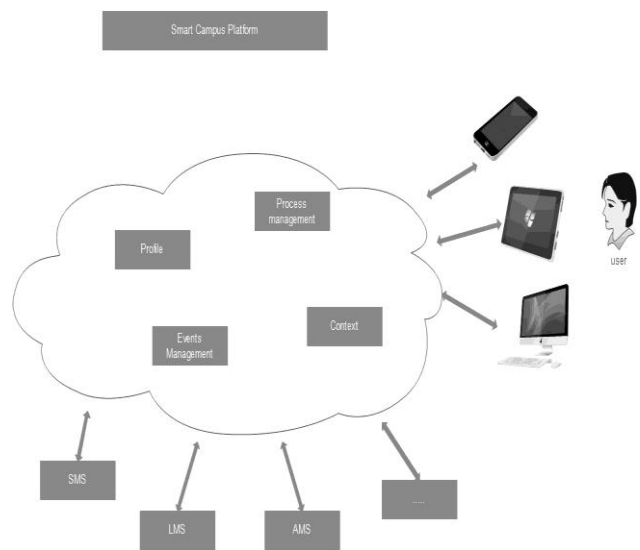 Smart Campus Platform
Process
management
Profile
user
Context
Events
Management
SMS
.....
LMS
AMS